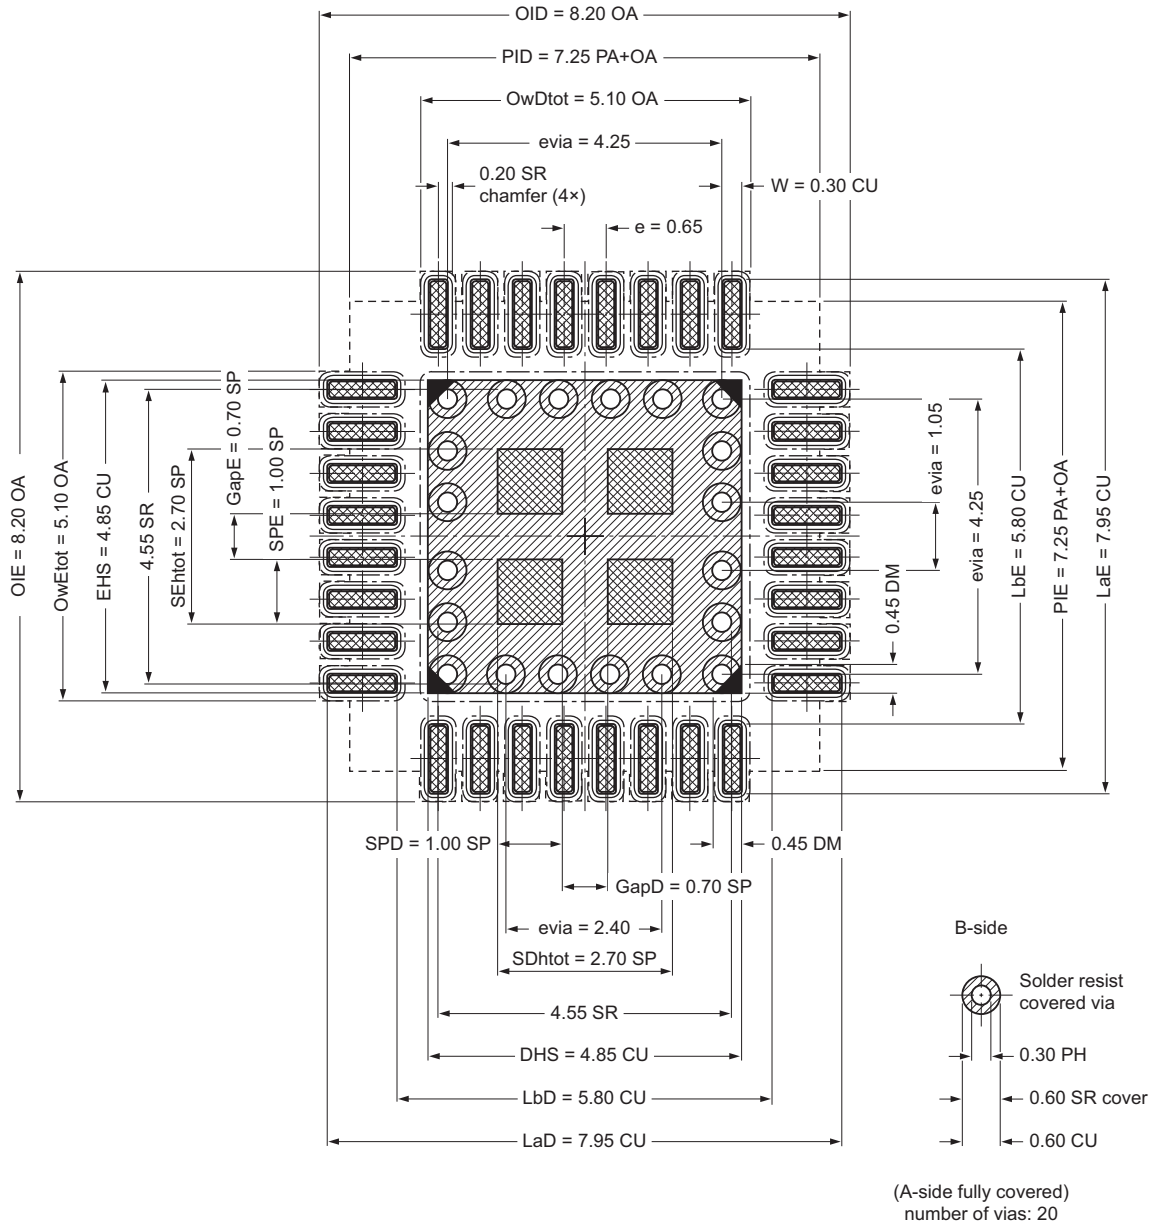 OID = 8.20 OA
PID = 7.25 PA+OA
OwDtot = 5.10 OA
evia = 4.25
0.20 SR
chamfer (4×)
W = 0.30 CU
e = 0.65
OIE = 8.20 OA
OwEtot = 5.10 OA
EHS = 4.85 CU
4.55 SR
SEhtot = 2.70 SP
GapE = 0.70 SP
SPE = 1.00 SP
evia = 1.05
0.45 DM
evia = 4.25
LbE = 5.80 CU
PIE = 7.25 PA+OA
LaE = 7.95 CU
SPD = 1.00 SP
0.45 DM
GapD = 0.70 SP
evia = 2.40
SDhtot = 2.70 SP
4.55 SR
DHS = 4.85 CU
LbD = 5.80 CU
LaD = 7.95 CU
B-side
Solder resist
covered via
0.30 PH
0.60 SR cover
0.60 CU
(A-side fully covered)
number of vias: 20